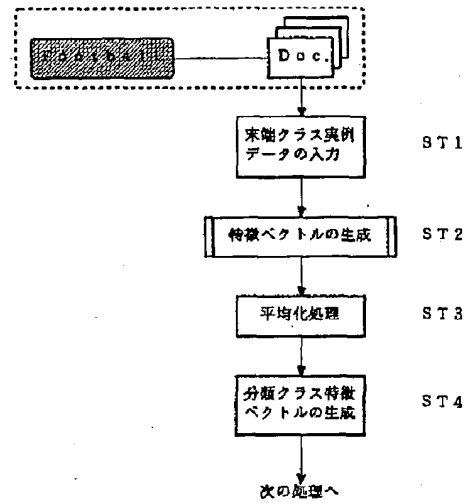 Football
Doc.
末端クラス実例
データの入力
ST1
特徴ベクトルの生成
ST2
平均化処理
ST3
分類クラス特徴
ベクトルの生成
ST4
次の処理へ